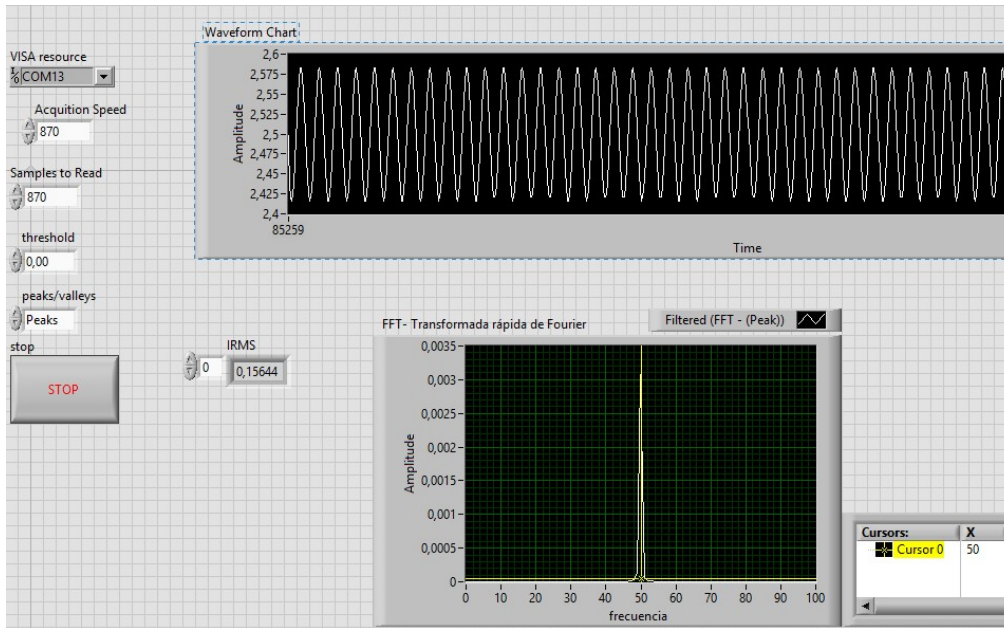 Waveform Chart
VISA resource
COM13
Acquition Speed
870
Samples to Read
870
threshold
0,00
peaks/valleys
Peaks
stop
STOP
Amplitude
2,6
2,575
2,55
2,525
2,5
2,475
2,45
2,425
2,4
85259
Time
IRMS
0
0,15644
FFT- Transformada rápida de Fourier
Filtered (FFT - (Peak))
Amplitude
0,0035
0,003
0,0025
0,002
0,0015
0,001
0,0005
0
0 10 20 30 40 50 60 70 80 90 100
frecuencia
Cursors: X
Cursor 0 50